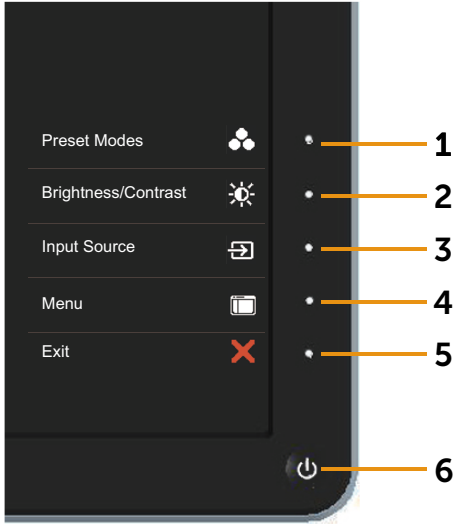 Preset Modes 1
Brightness/Contrast 2
Input Source 3
Menu 4
Exit 5
6